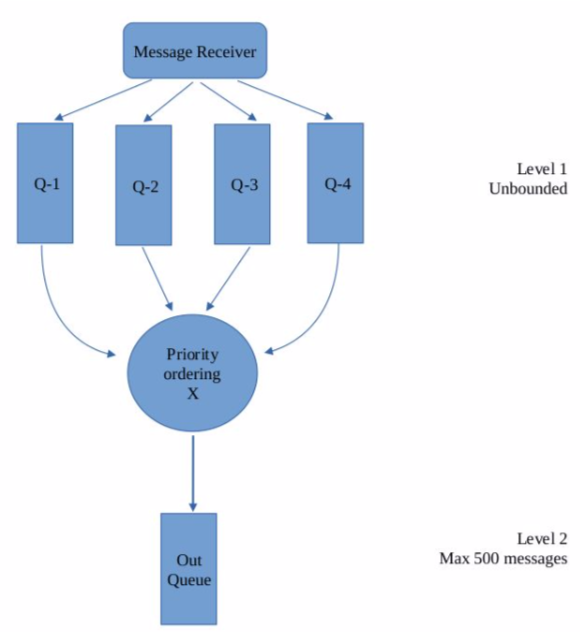 Message Receiver
Q-1
Q-2
Q-3
Q-4
Level 1
Unbounded
Priority
ordering
X
Level 2
Max 500 messages
Out
Queue